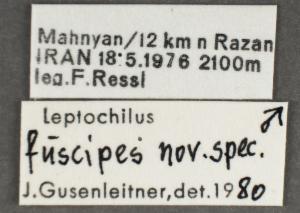 Mahnyan/12 km n Razan
IRAN 18.5.1976 2100m
leg.F.Ressl
Leptochilus ♂
fuscipes nov.spec.
J.Gusenleitner,det.1980